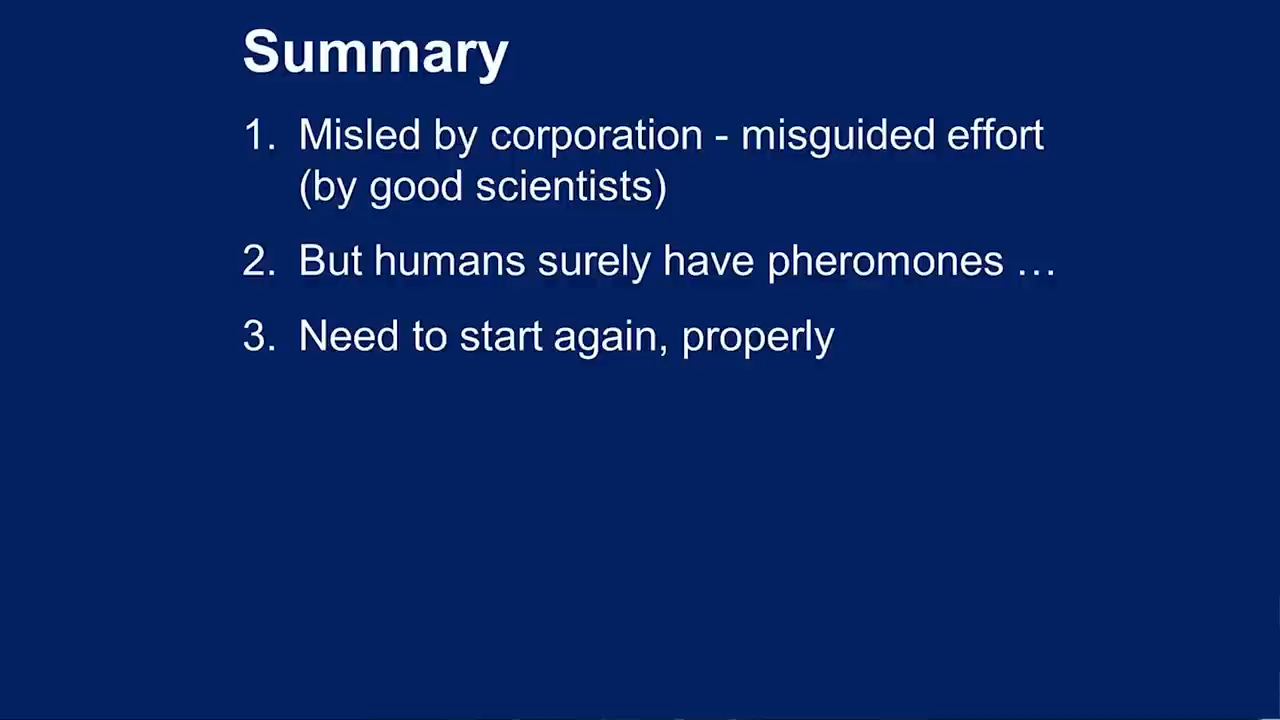 Summary
1. Misled by corporation - misguided effort
(by good scientists)
2. But humans surely have pheromones …
3. Need to start again, properly